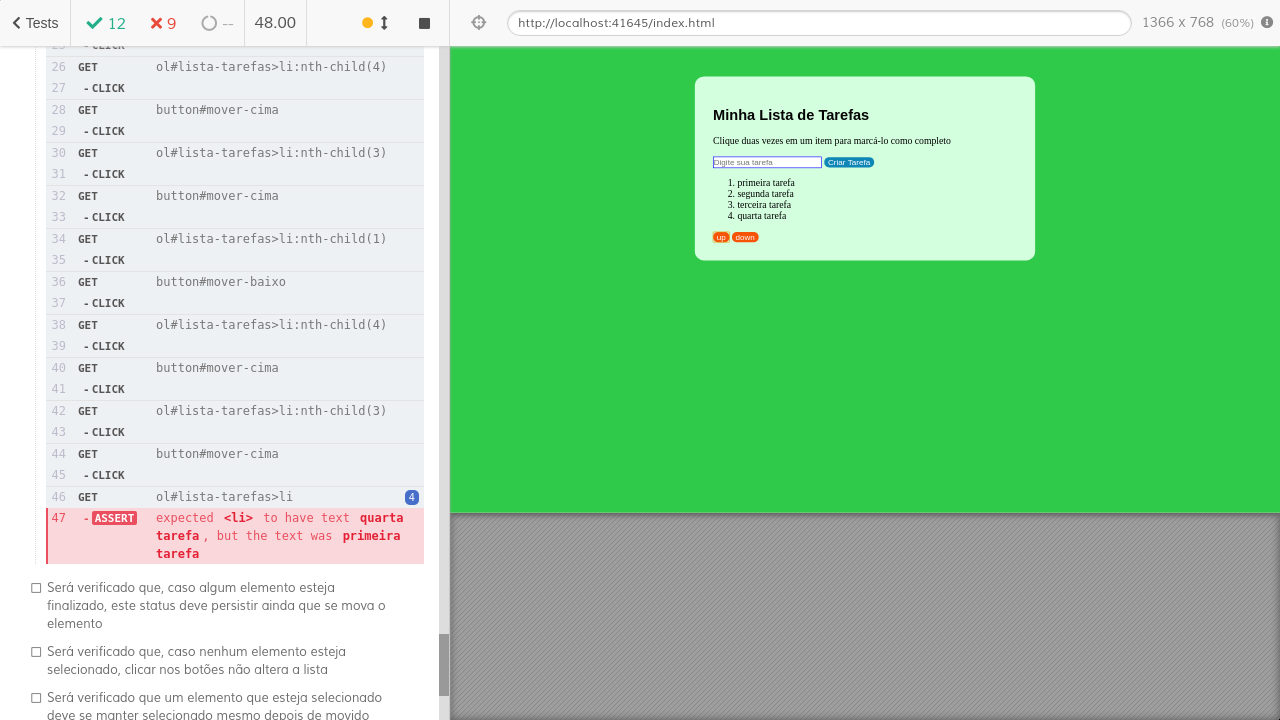 Tests
12
9
--
48.00
http://localhost:41645/index.html
1366 x 768 (60%)
25 -CLICK
26 GET ol#lista-tarefas>li:nth-child(4)
27 -CLICK
28 GET button#mover-cima
29 -CLICK
30 GET ol#lista-tarefas>li:nth-child(3)
31 -CLICK
32 GET button#mover-cima
33 -CLICK
34 GET ol#lista-tarefas>li:nth-child(1)
35 -CLICK
36 GET button#mover-baixo
37 -CLICK
38 GET ol#lista-tarefas>li:nth-child(4)
39 -CLICK
40 GET button#mover-cima
41 -CLICK
42 GET ol#lista-tarefas>li:nth-child(3)
43 -CLICK
44 GET button#mover-cima
45 -CLICK
46 GET ol#lista-tarefas>li 4
47 -ASSERT expected <li> to have text quarta
tarefa, but the text was primeira
tarefa
Será verificado que, caso algum elemento esteja
finalizado, este status deve persistir ainda que se mova o
elemento
Será verificado que, caso nenhum elemento esteja
selecionado, clicar nos botões não altera a lista
Será verificado que um elemento que esteja selecionado
deve se manter selecionado mesmo depois de movido
Minha Lista de Tarefas
Clique duas vezes em um item para marcá-lo como completo
Digite sua tarefa Criar Tarefa
1. primeira tarefa
2. segunda tarefa
3. terceira tarefa
4. quarta tarefa
up down